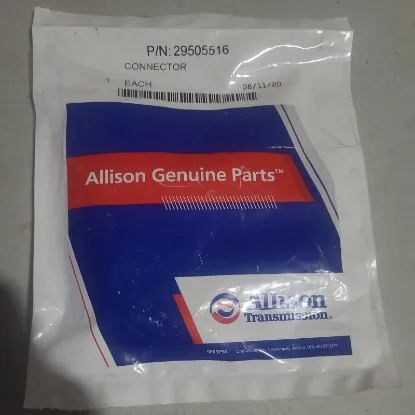 P/N: 29505516
CONNECTOR
1 EACH 08/11/20
Allison Genuine Parts™
Allison
Transmission®